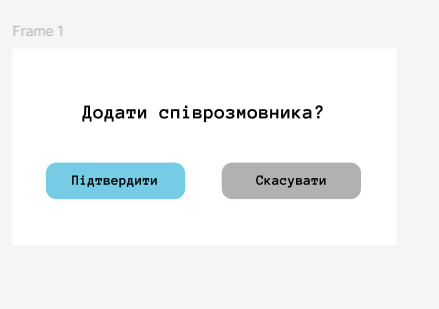 Frame 1
Додати співрозмовника?
Підтвердити
Скасувати